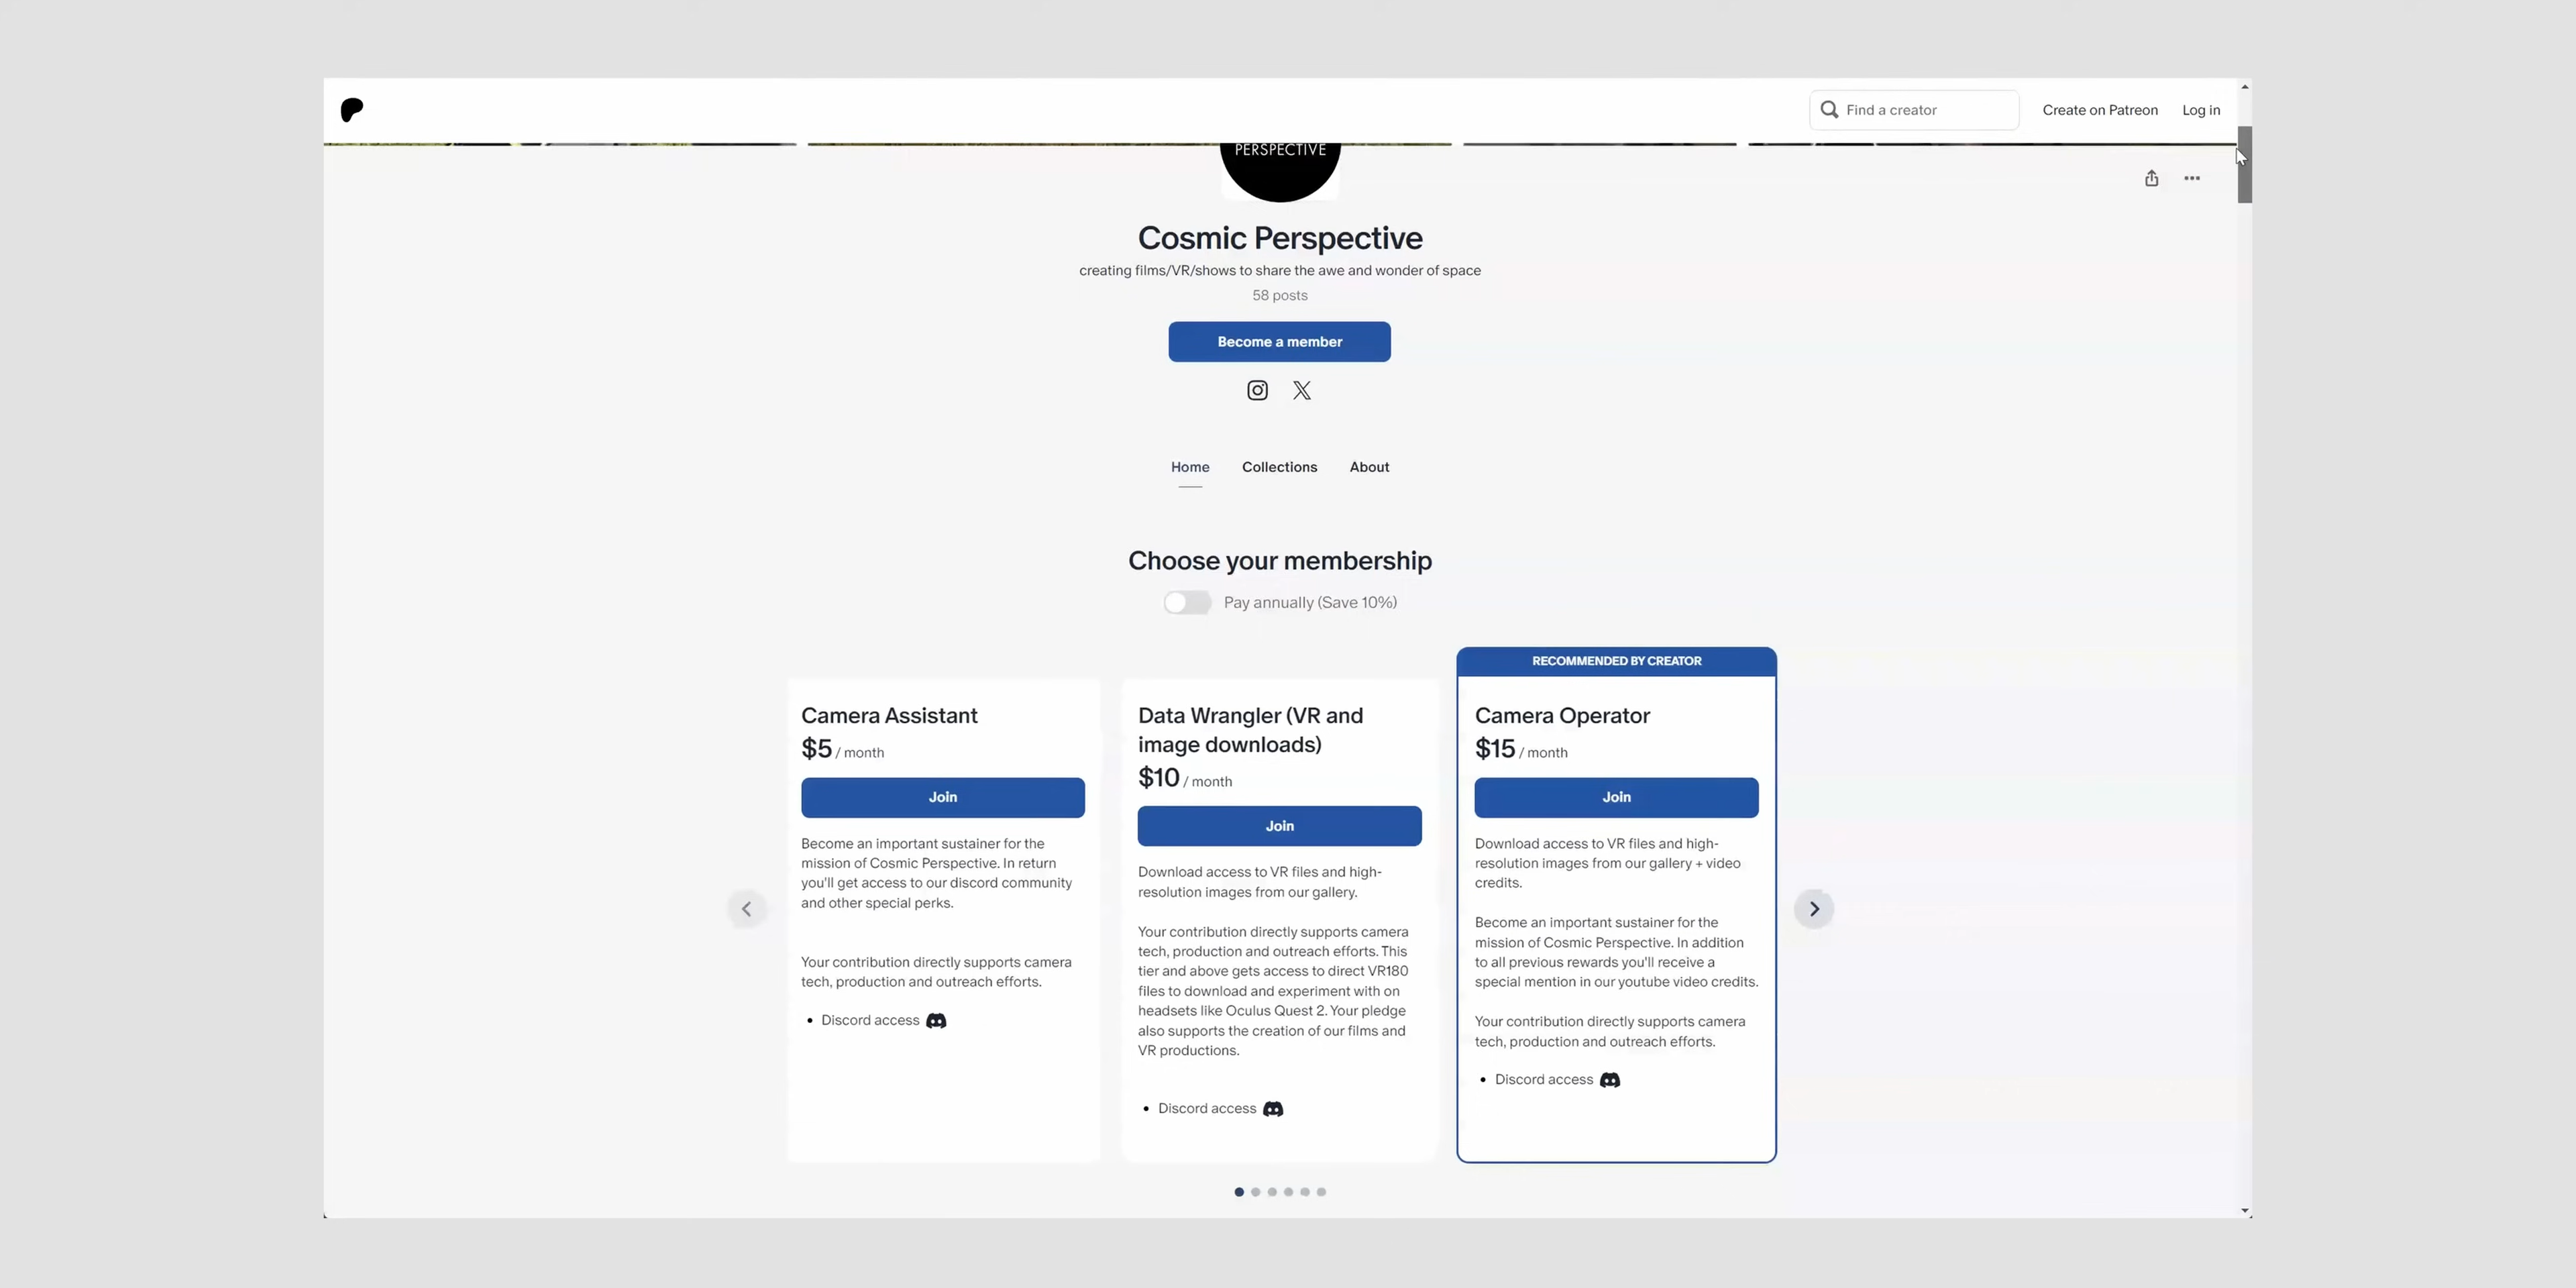 Find a creator
Create on Patreon
Log in
PERSPECTIVE
Cosmic Perspective
creating films/VR/shows to share the awe and wonder of space
58 posts
Become a member
Home
Collections
About
Choose your membership
Pay annually (Save 10%)
Camera Assistant
$5 / month
Join
Become an important sustainer for the
mission of Cosmic Perspective. In return
you'll get access to our discord community
and other special perks.
Your contribution directly supports camera
tech, production and outreach efforts.
• Discord access
Data Wrangler (VR and
image downloads)
$10 / month
Join
Download access to VR files and high-
resolution images from our gallery.
Your contribution directly supports camera
tech, production and outreach efforts. This
tier and above gets access to direct VR180
files to download and experiment with on
headsets like Oculus Quest 2. Your pledge
also supports the creation of our films and
VR productions.
• Discord access
RECOMMENDED BY CREATOR
Camera Operator
$15 / month
Join
Download access to VR files and high-
resolution images from our gallery + video
credits.
Become an important sustainer for the
mission of Cosmic Perspective. In addition
to all previous rewards you'll receive a
special mention in our youtube video credits.
Your contribution directly supports camera
tech, production and outreach efforts.
• Discord access